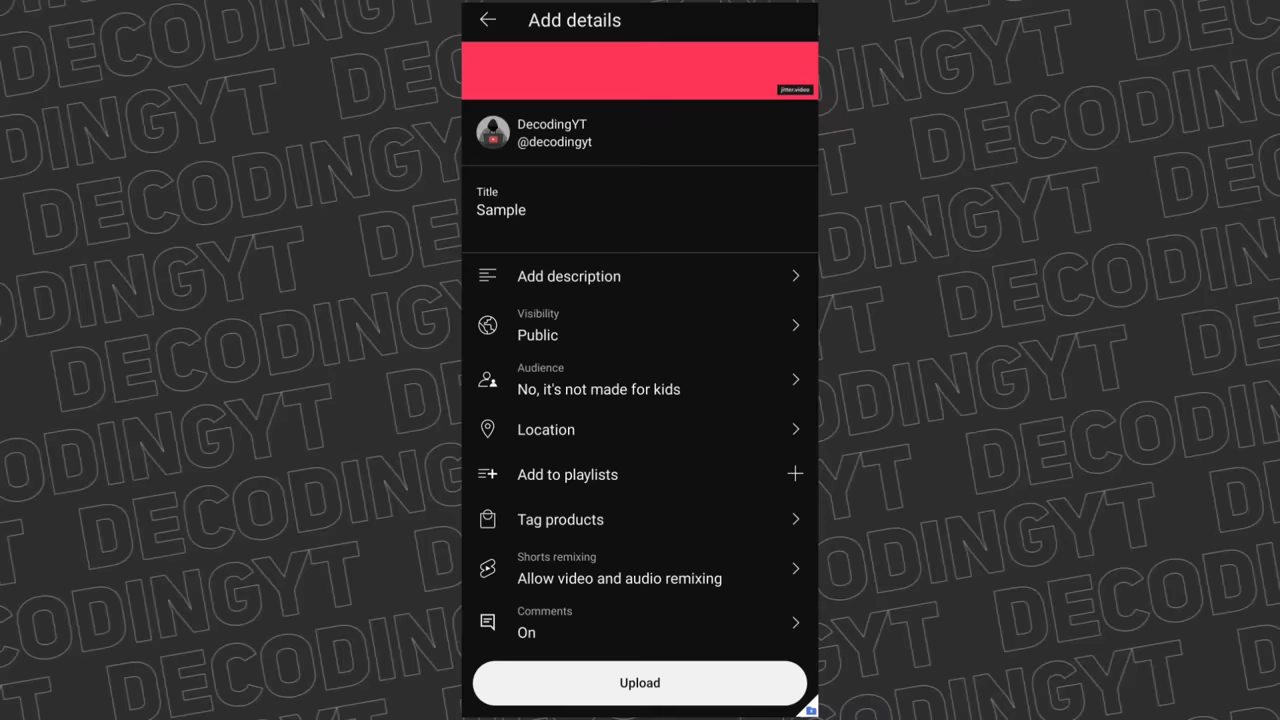 Add details
jitter.video
DecodingYT
@decodingyt
Title
Sample
Add description
Visibility
Public
Audience
No, it's not made for kids
Location
Add to playlists
Tag products
Shorts remixing
Allow video and audio remixing
Comments
On
Upload
DECODINGYT